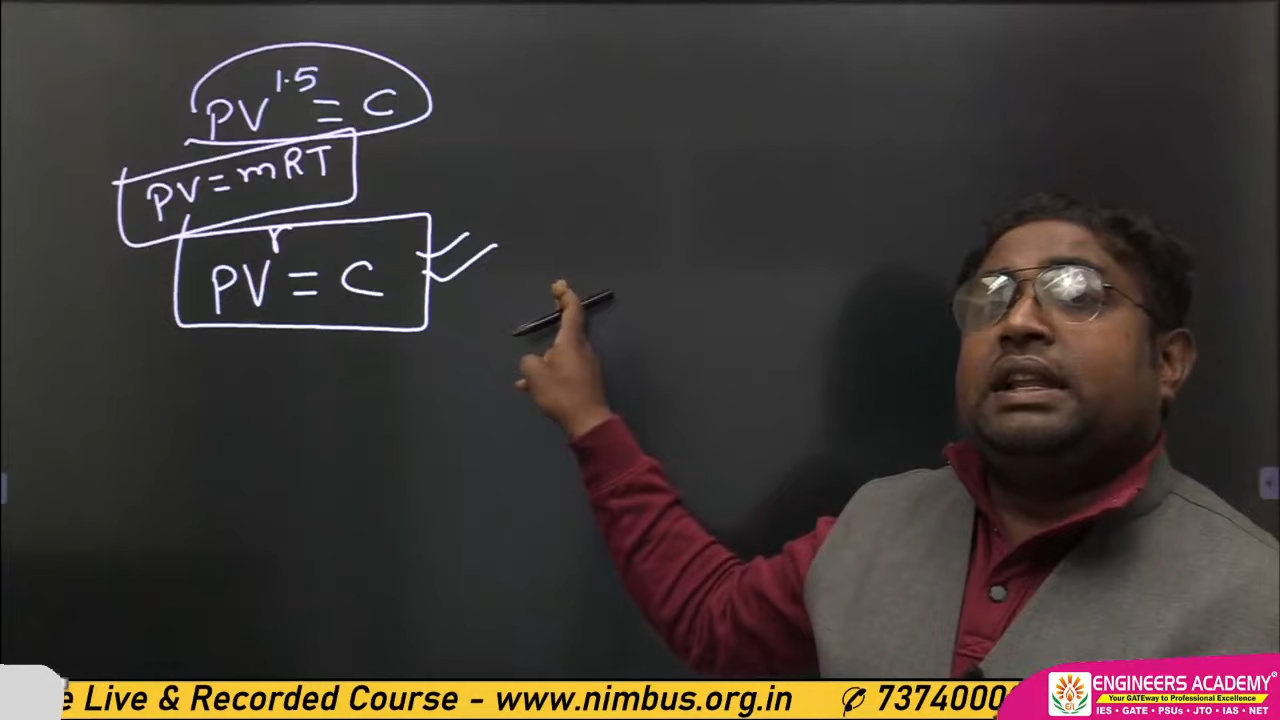 PV^1.5 = C
PV = mRT
PV^r = C
e Live & Recorded Course - www.nimbus.org.in
7374000
ENGINEERS ACADEMY
Your GATEway to Professional Excellence
IES • GATE • PSUs • JTO • IAS • NET